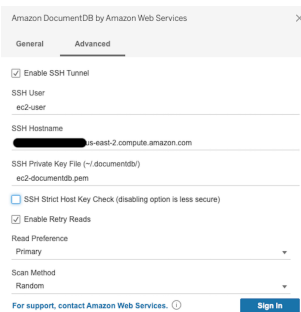 Amazon DocumentDB by Amazon Web Services
General Advanced
Enable SSH Tunnel
SSH User
ec2-user
SSH Hostname
us-east-2.compute.amazon.com
SSH Private Key File (~/.documentdb/)
ec2-documentdb.pem
SSH Strict Host Key Check (disabling option is less secure)
Enable Retry Reads
Read Preference
Primary
Scan Method
Random
For support, contact Amazon Web Services. Sign In